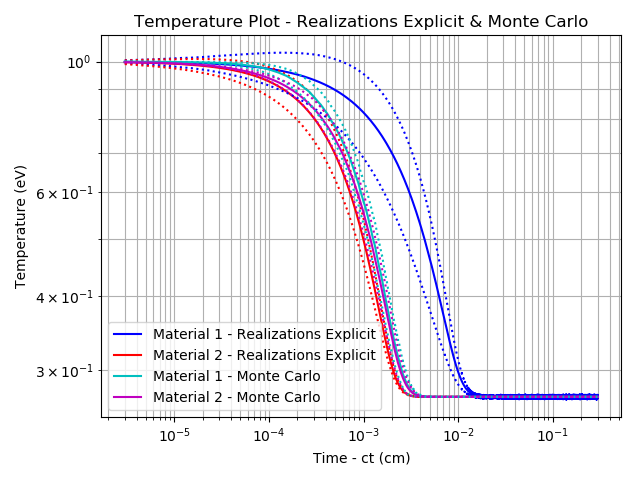 Temperature Plot - Realizations Explicit & Monte Carlo
Temperature (eV)
10⁰
6 × 10⁻¹
4 × 10⁻¹
3 × 10⁻¹
Material 1 - Realizations Explicit
Material 2 - Realizations Explicit
Material 1 - Monte Carlo
Material 2 - Monte Carlo
10⁻⁵ 10⁻⁴ 10⁻³ 10⁻² 10⁻¹
Time - ct (cm)